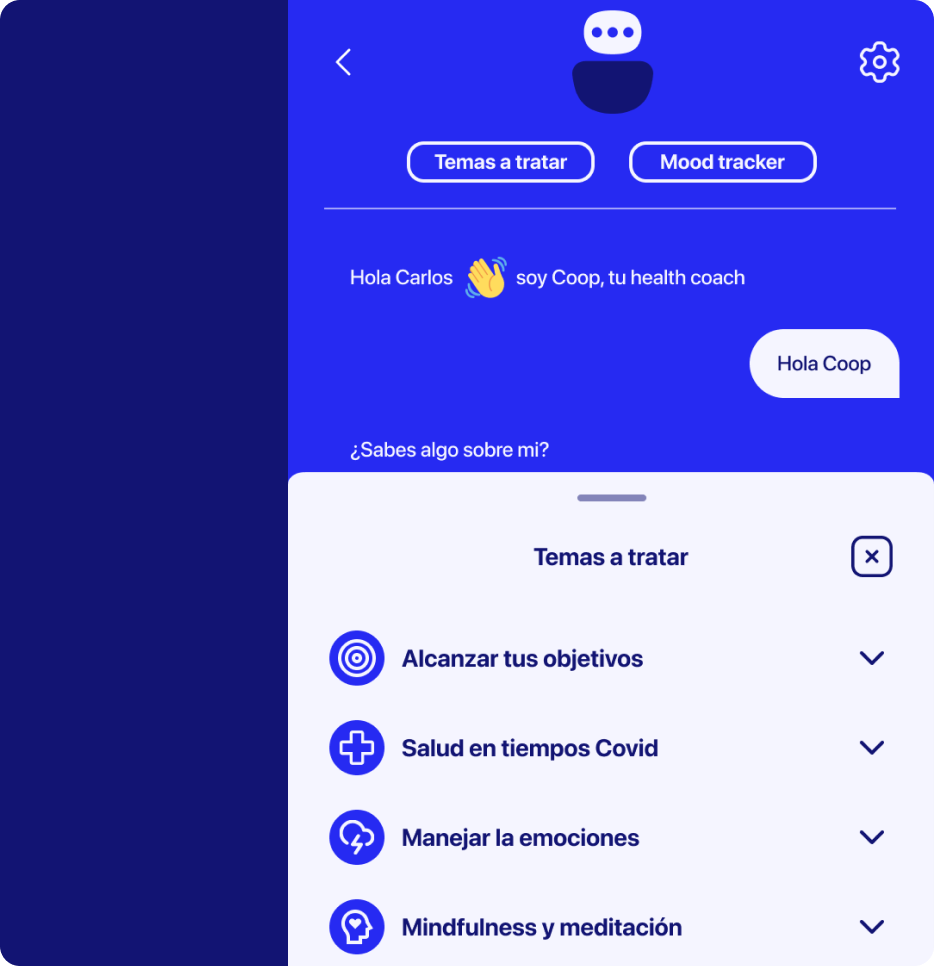 Temas a tratar
Mood tracker
Hola Carlos 👋 soy Coop, tu health coach
Hola Coop
¿Sabes algo sobre mi?
Temas a tratar
Alcanzar tus objetivos
Salud en tiempos Covid
Manejar la emociones
Mindfulness y meditación